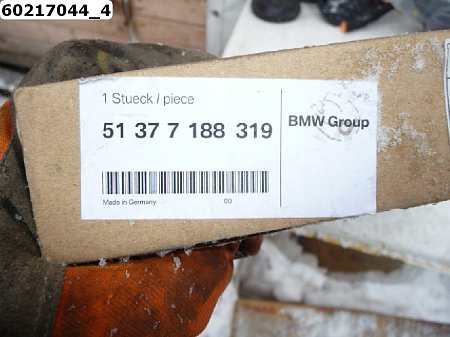 60217044_4
1 Stueck / piece
51 37 7 188 319
BMW Group
Made in Germany 00